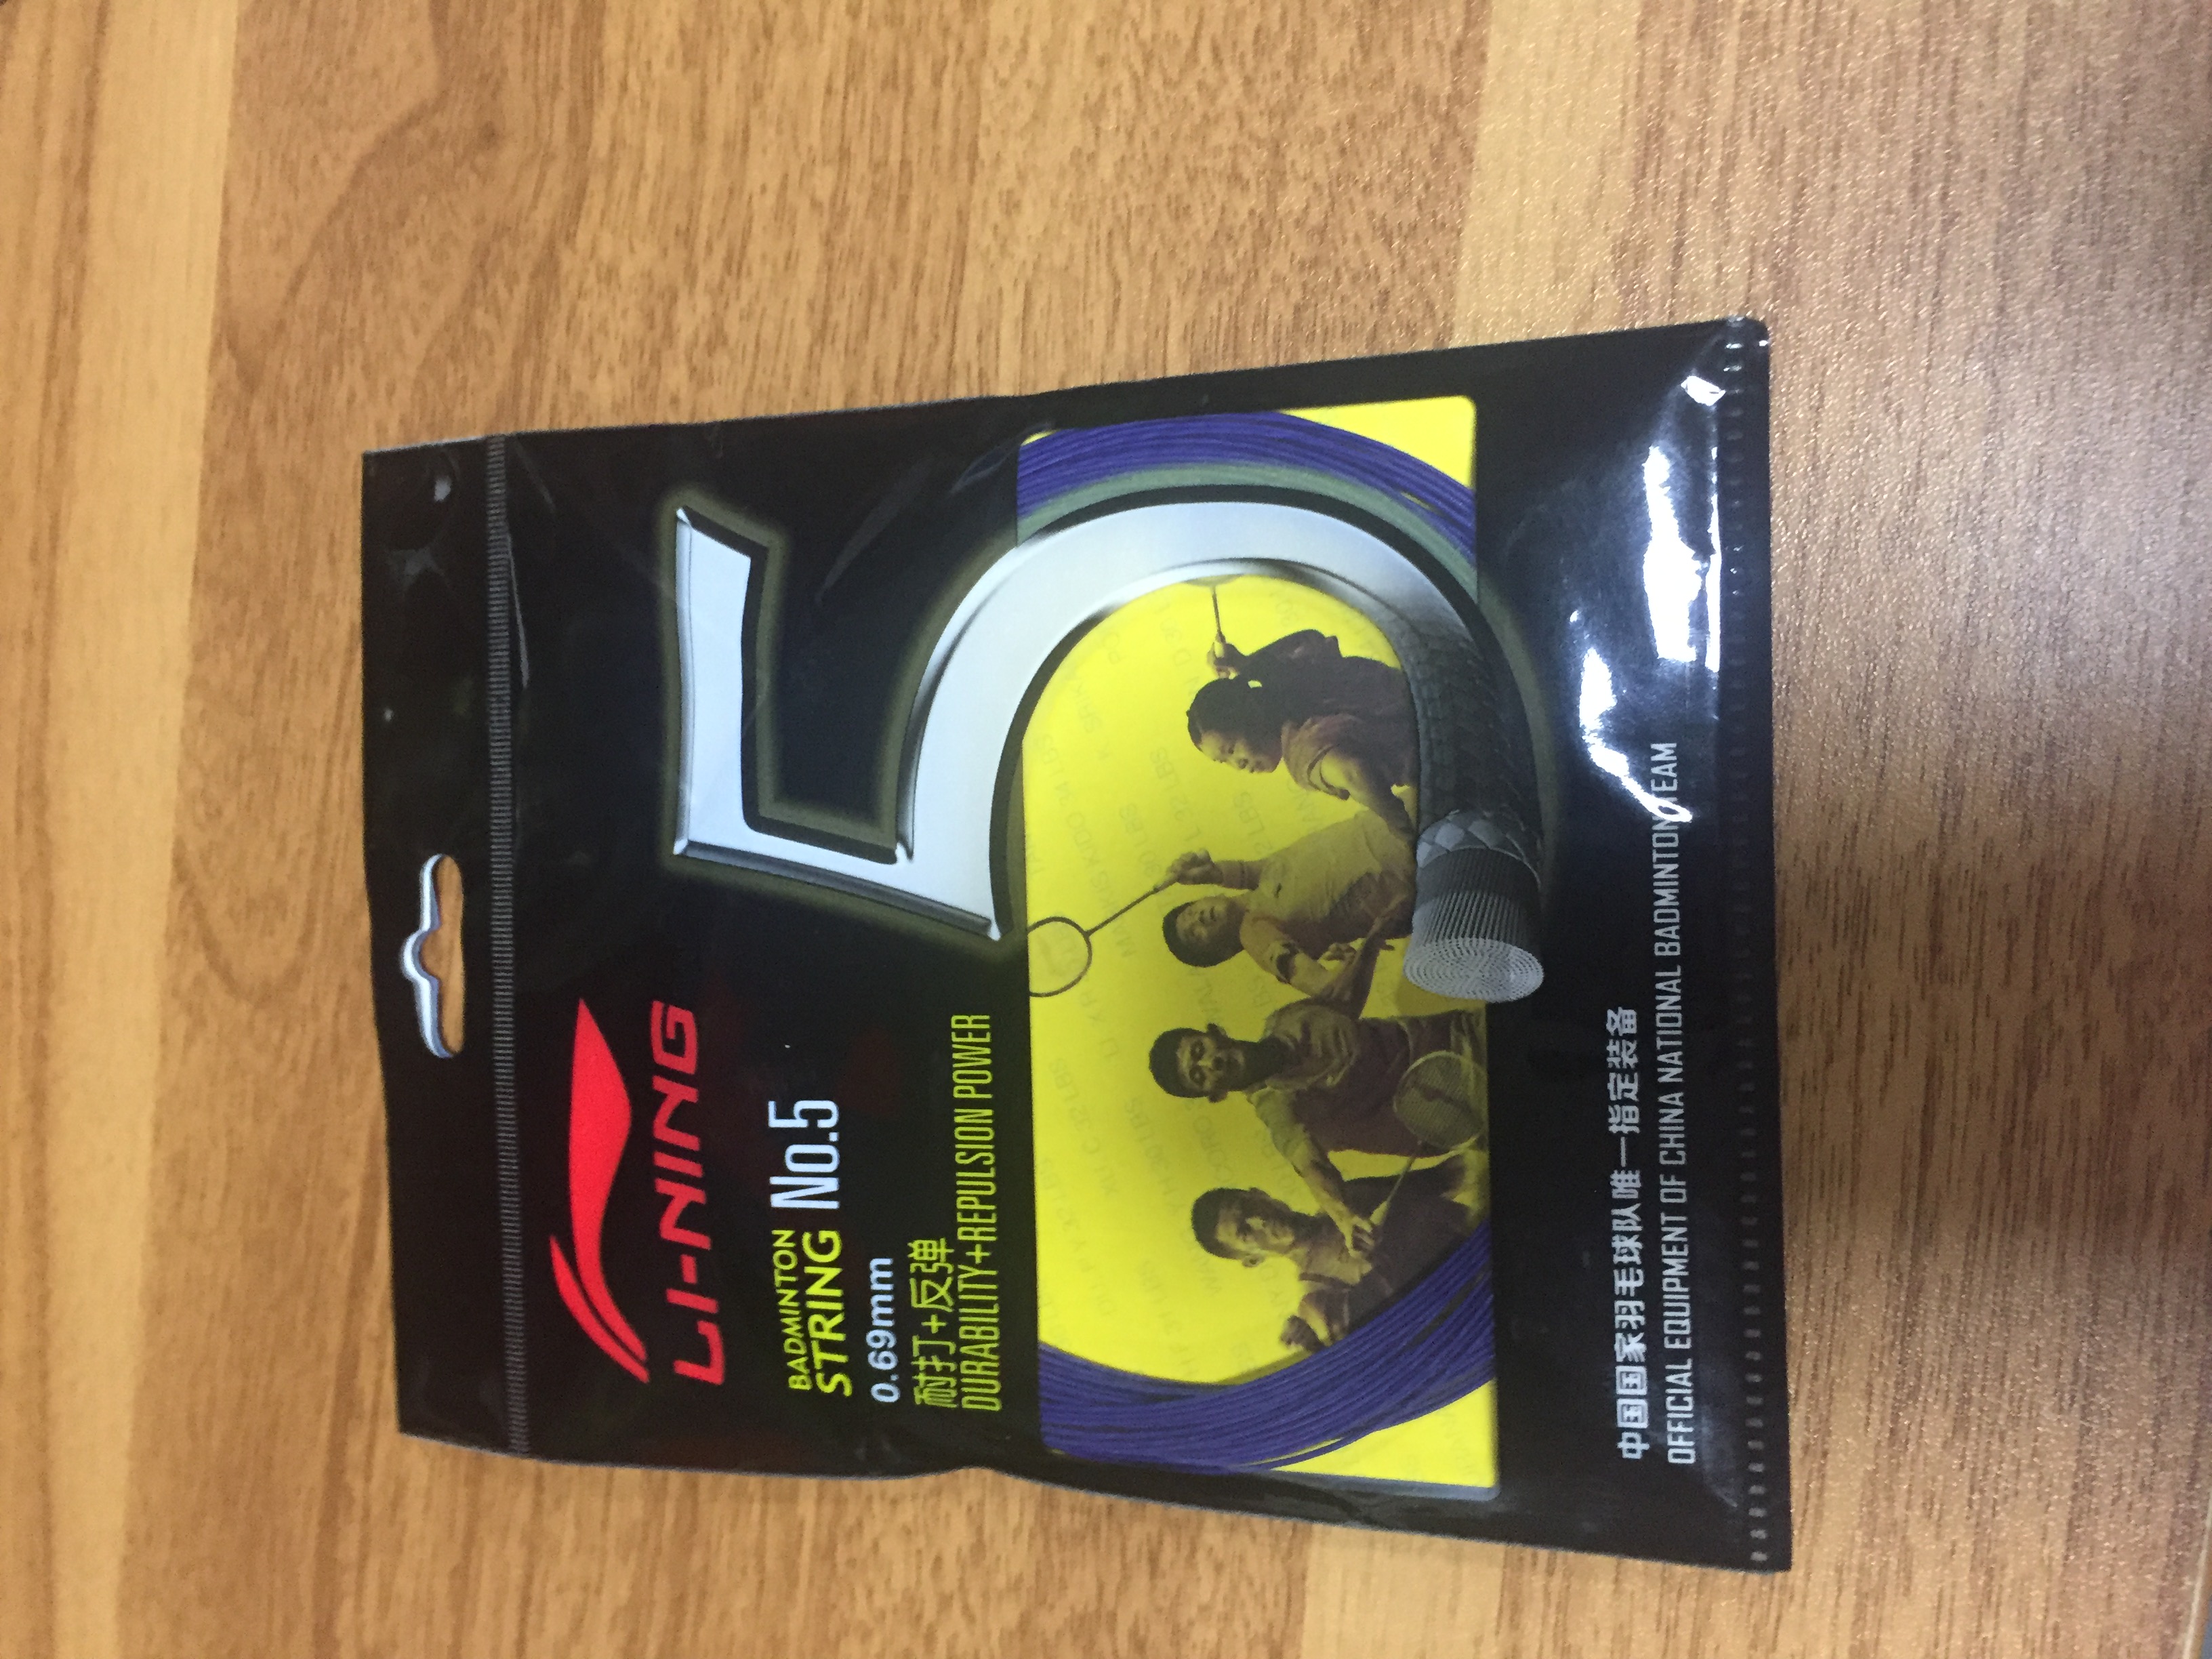 LI-NING
BADMINTON
STRING No.5
0.69mm
耐打+反弹
DURABILITY+REPULSION POWER
5
中国国家羽毛球队唯一指定装备
OFFICIAL EQUIPMENT OF CHINA NATIONAL BADMINTON TEAM